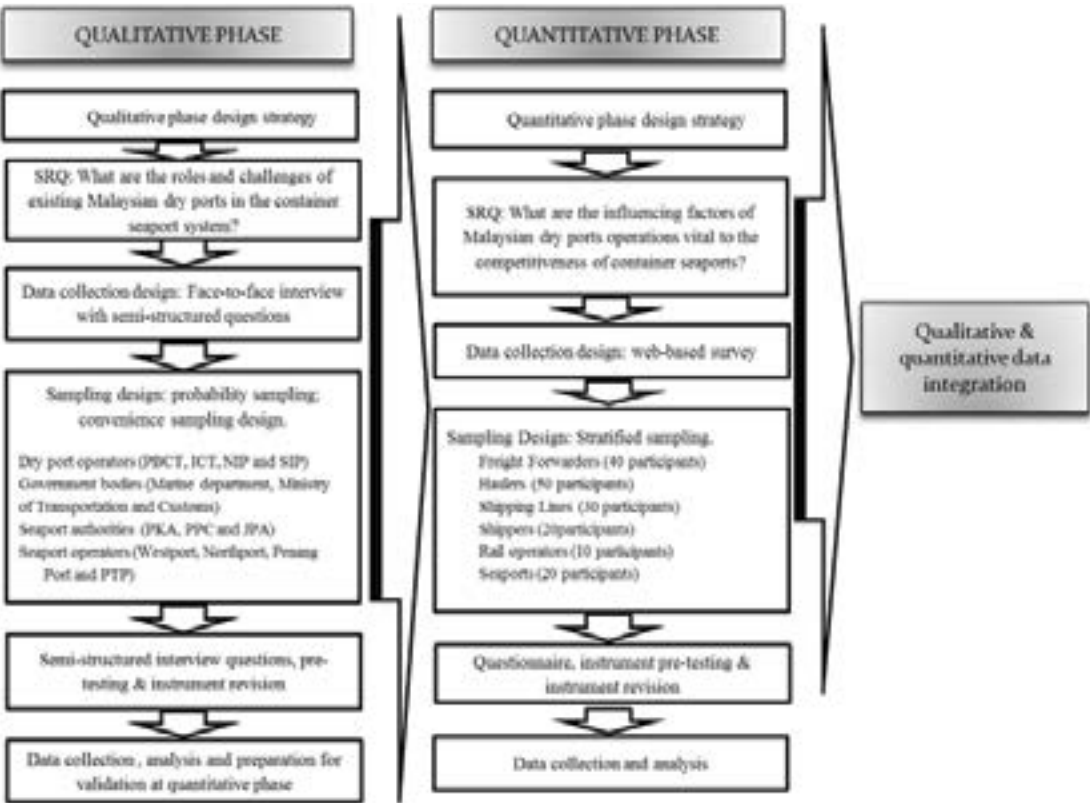 QUALITATIVE PHASE
Qualitative phase design strategy
SRQ: What are the roles and challenges of
existing Malaysian dry ports in the container
seaport system?
Data collection design: Face-to-face interview
with semi-structured questions
Sampling design: probability sampling;
convenience sampling design.
Dry port operators (PBCT, ICT, NIP and SIP)
Government bodies (Marine department, Ministry
of Transportation and Customs)
Seaport authorities (PKA, PPC and JPA)
Seaport operators (Westport, Northport, Penang
Port and PTP)
Semi-structured interview questions, pre-
testing & instrument revision
Data collection , analysis and preparation for
validation at quantitative phase
QUANTITATIVE PHASE
Quantitative phase design strategy
SRQ: What are the influencing factors of
Malaysian dry ports operations vital to the
competitiveness of container seaports?
Data collection design: web-based survey
Sampling Design: Stratified sampling.
Freight Forwarders (40 participants)
Haulers (50 participants)
Shipping Lines (30 participants)
Shippers (20participants)
Rail operators (10 participants)
Seaports (20 participants)
Questionnaire, instrument pre-testing &
instrument revision
Data collection and analysis
Qualitative &
quantitative data
integration